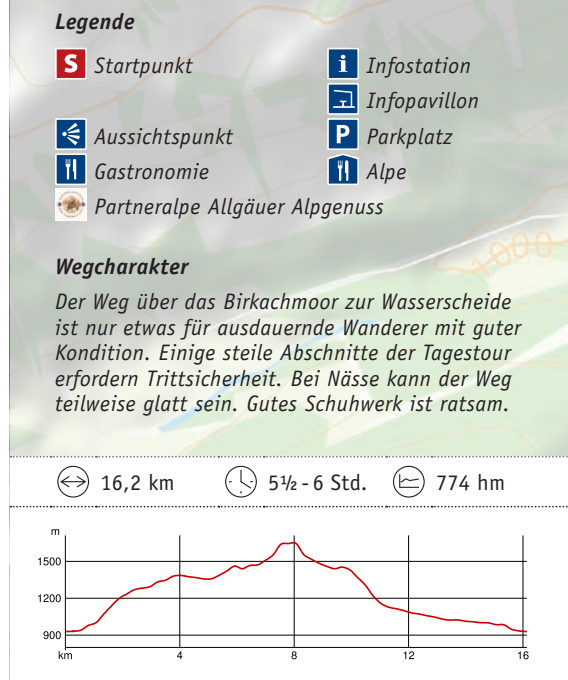 Legende
S Startpunkt
i Infostation
Infopavillon
Aussichtspunkt
P Parkplatz
Gastronomie
Alpe
Partneralpe Allgäuer Alpgenuss
1000
Wegcharakter
Der Weg über das Birkachmoor zur Wasserscheide
ist nur etwas für ausdauernde Wanderer mit guter
Kondition. Einige steile Abschnitte der Tagestour
erfordern Trittsicherheit. Bei Nässe kann der Weg
teilweise glatt sein. Gutes Schuhwerk ist ratsam.
16,2 km 5½ - 6 Std. 774 hm
m
1500
1200
900
km 4 8 12 16